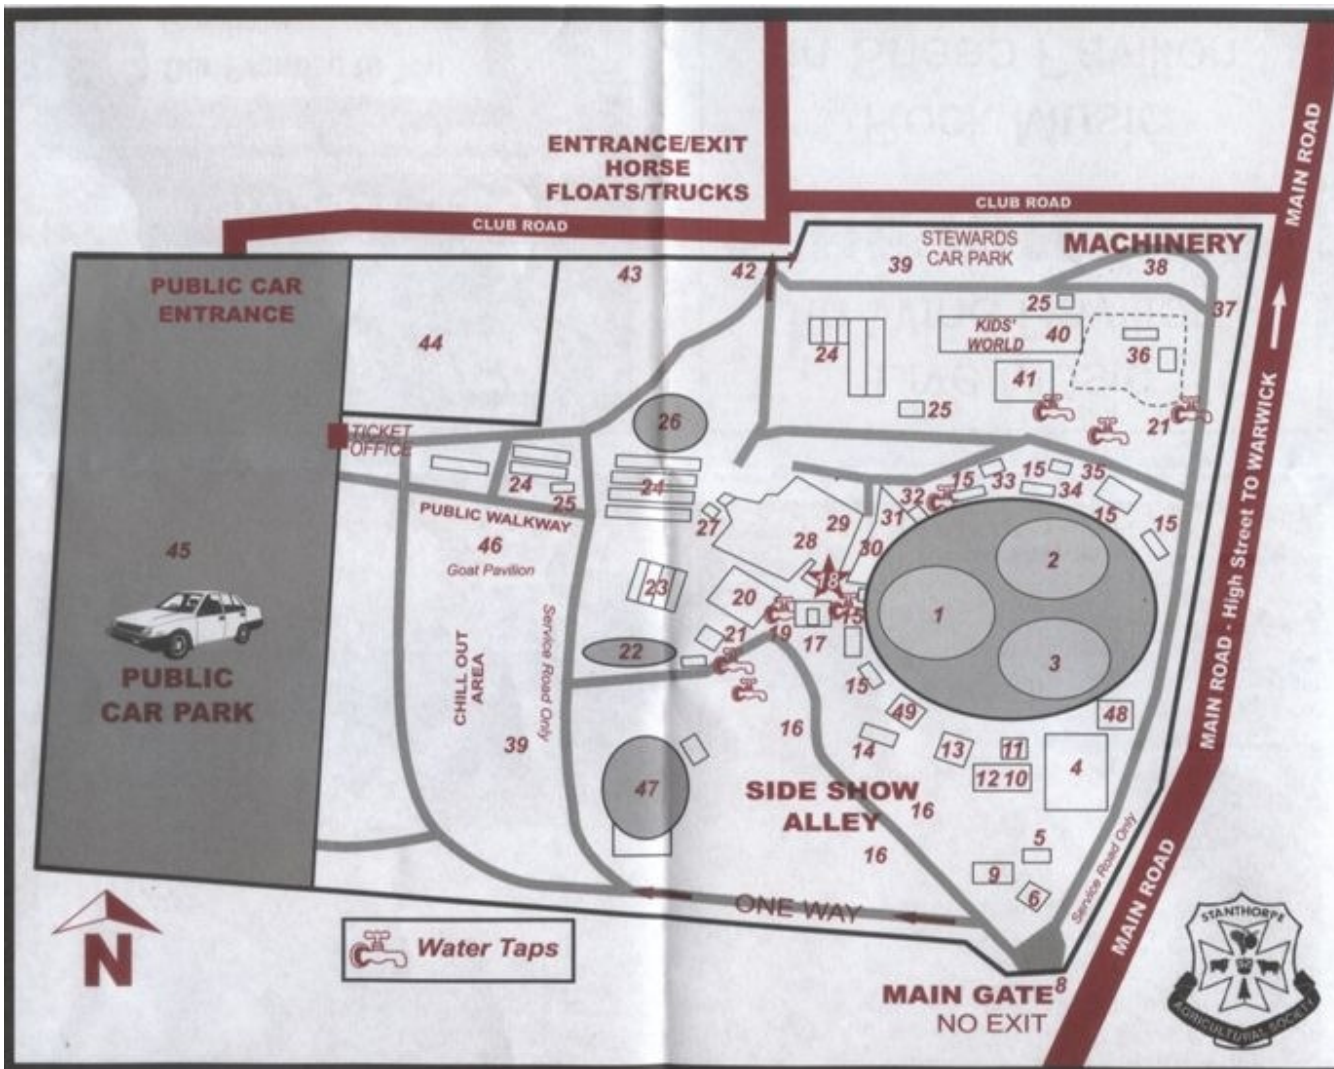 ENTRANCE/EXIT
HORSE
FLOATS/TRUCKS
CLUB ROAD
CLUB ROAD
MAIN ROAD
STEWARDS
CAR PARK
MACHINERY
39
38
37
43
42
PUBLIC CAR
ENTRANCE
44
25
KIDS'
WORLD
40
36
24
41
25
21
26
TICKET
OFFICE
24
25
24
PUBLIC WALKWAY
46
Goat Pavilion
27
28
29
30
31
32
15
33
15
34
35
15
15
45
PUBLIC
CAR PARK
23
20
18
15
19
17
21
22
1
2
3
CHILL OUT
AREA
Service Road Only
39
15
49
14
13
11
12 10
48
4
16
47
SIDE SHOW
ALLEY
16
16
5
9
6
Service Road Only
ONE WAY
MAIN ROAD - High Street TO WARWICK
MAIN ROAD
N
Water Taps
MAIN GATE 8
NO EXIT
STANTHORPE
AGRICULTURAL SOCIETY